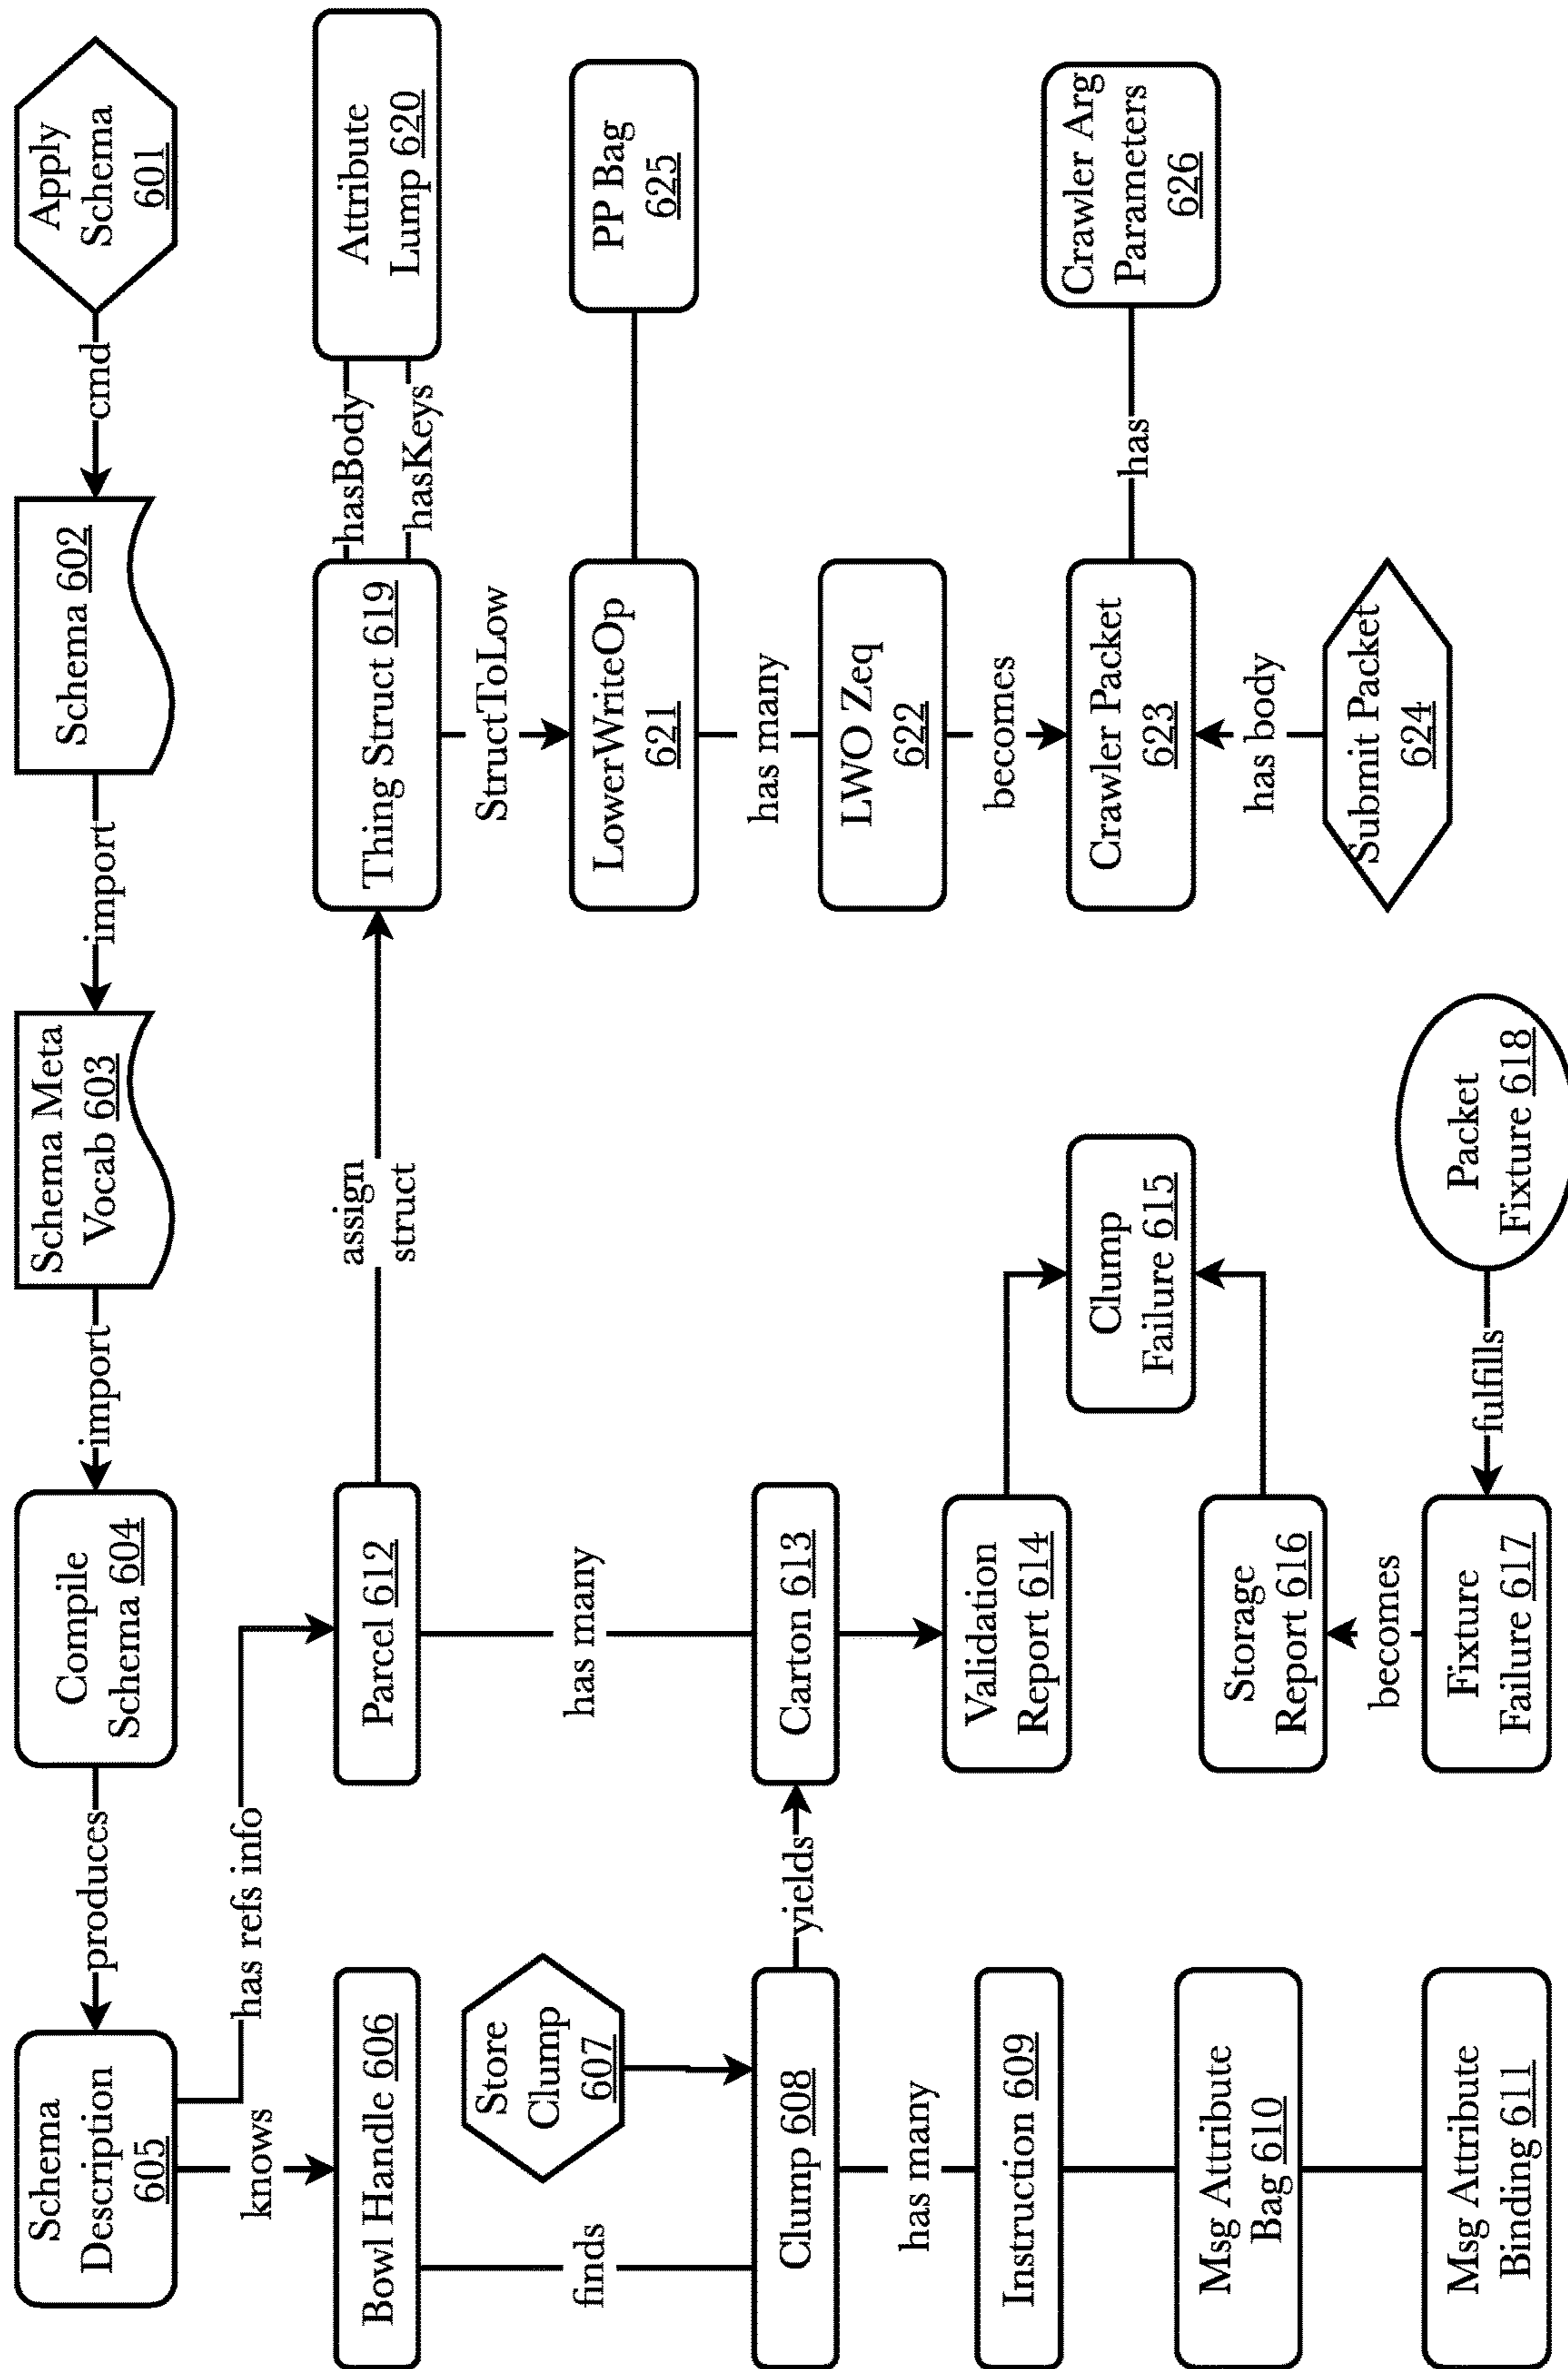 Apply
Schema
601
cmd
Schema 602
import
Schema Meta
Vocab 603
import
Compile
Schema 604
produces
Schema
Description
605
knows
has refs info
Bowl Handle 606
finds
Store
Clump
607
Clump 608
yields
has many
Instruction 609
Msg Attribute
Bag 610
Msg Attribute
Binding 611
Parcel 612
has many
Carton 613
Validation
Report 614
Clump
Failure 615
Storage
Report 616
becomes
Fixture
Failure 617
fulfills
Packet
Fixture 618
assign
struct
Thing Struct 619
hasBody
hasKeys
Attribute
Lump 620
StructToLow
LowerWriteOp
621
PP Bag
625
has many
LWO Zeq
622
becomes
Crawler Packet
623
has
Crawler Arg
Parameters
626
has body
Submit Packet
624